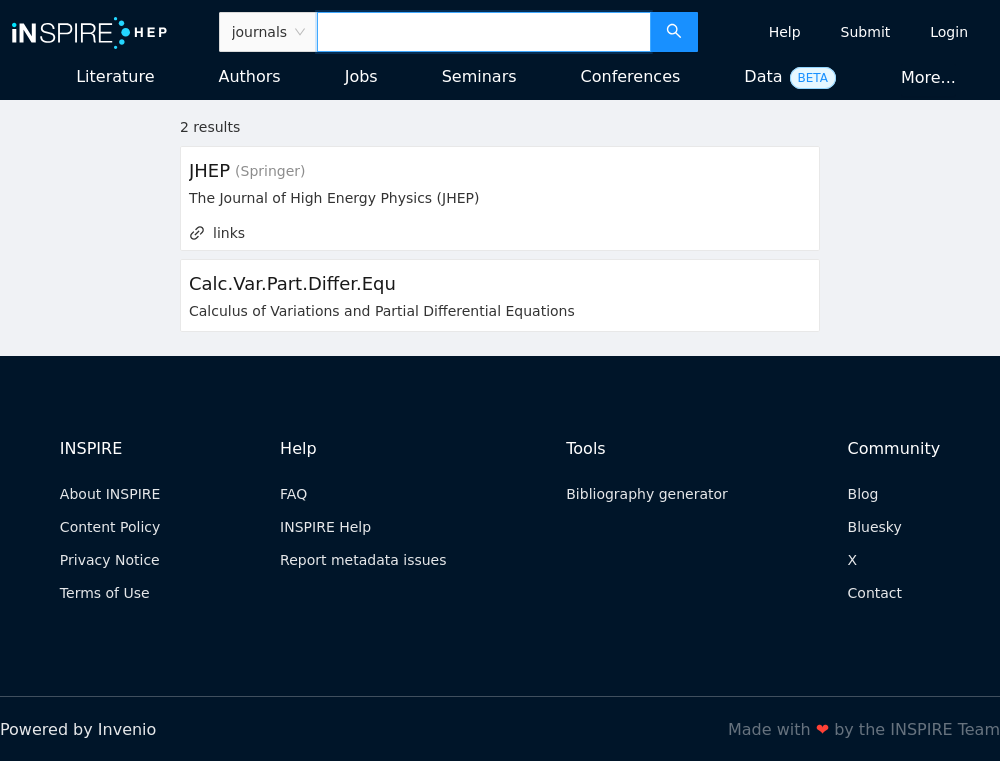 iNSPIRE HEP
journals
Help
Submit
Login
Literature
Authors
Jobs
Seminars
Conferences
Data BETA
More...
2 results
JHEP (Springer)
The Journal of High Energy Physics (JHEP)
links
Calc.Var.Part.Differ.Equ
Calculus of Variations and Partial Differential Equations
INSPIRE
About INSPIRE
Content Policy
Privacy Notice
Terms of Use
Help
FAQ
INSPIRE Help
Report metadata issues
Tools
Bibliography generator
Community
Blog
Bluesky
X
Contact
Powered by Invenio
Made with ❤ by the INSPIRE Team